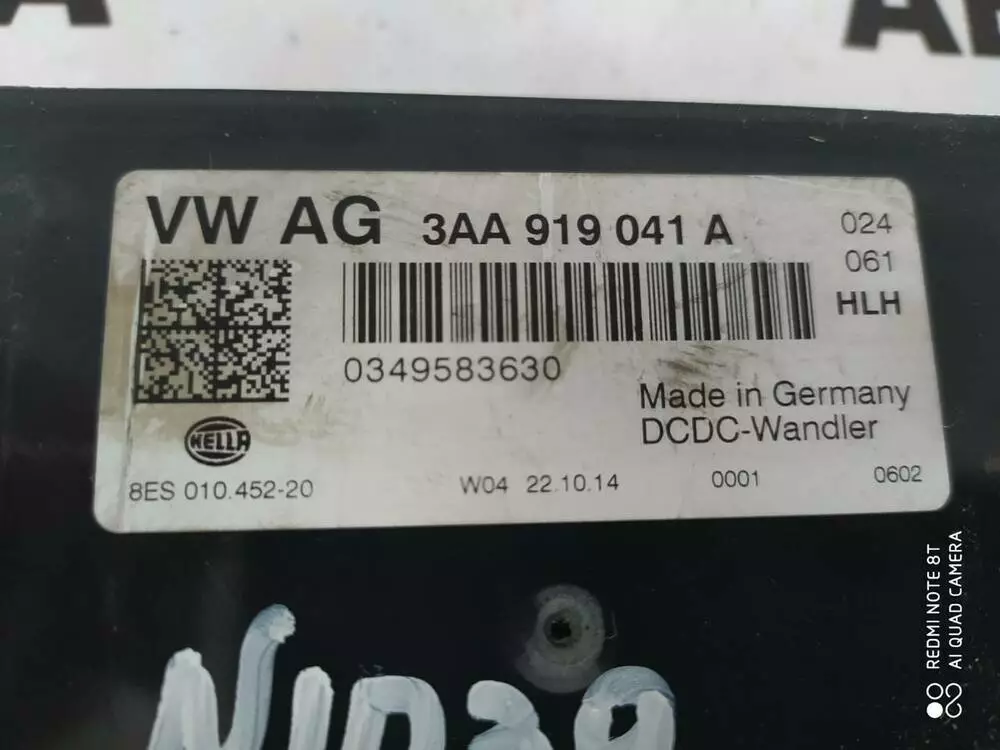 VW AG 3AA 919 041 A
024
061
HLH
0349583630
Made in Germany
DCDC-Wandler
HELLA
8ES 010.452-20
W04 22.10.14
0001
0602
REDMI NOTE 8T
AI QUAD CAMERA